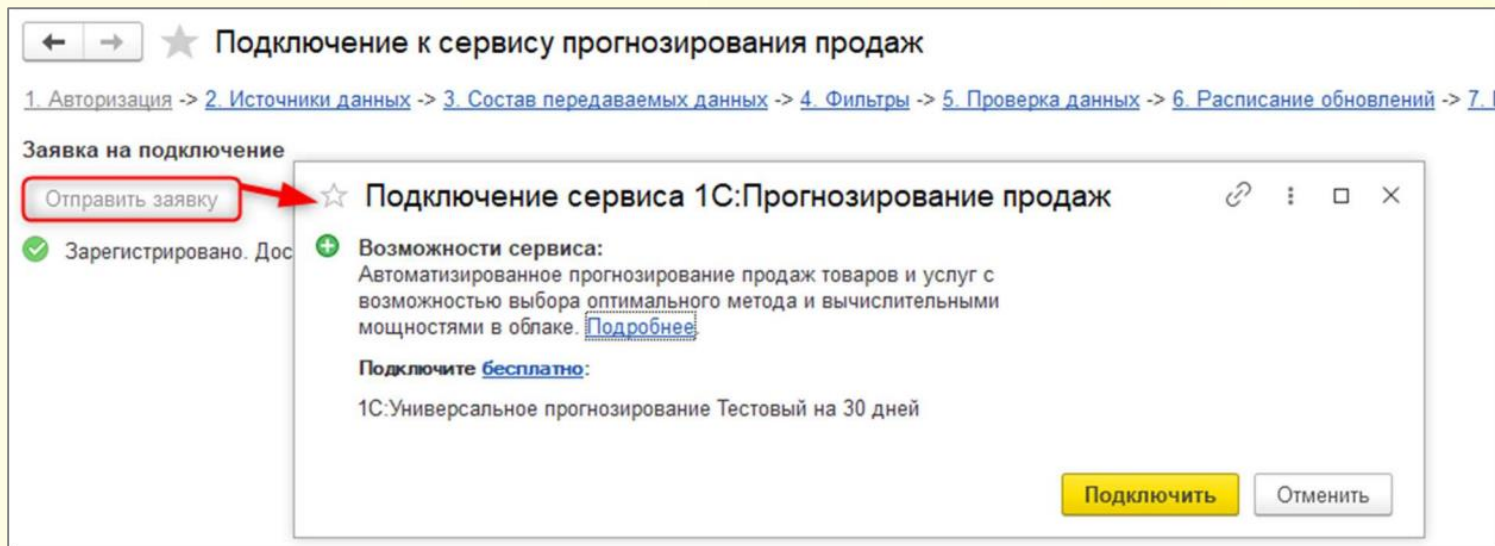 Подключение к сервису прогнозирования продаж
1. Авторизация -> 2. Источники данных -> 3. Состав передаваемых данных -> 4. Фильтры -> 5. Проверка данных -> 6. Расписание обновлений -> 7.
Заявка на подключение
Отправить заявку
Зарегистрировано. Дос
Подключение сервиса 1С:Прогнозирование продаж
Возможности сервиса:
Автоматизированное прогнозирование продаж товаров и услуг с
возможностью выбора оптимального метода и вычислительными
мощностями в облаке. Подробнее.
Подключите бесплатно:
1С:Универсальное прогнозирование Тестовый на 30 дней
Подключить Отменить